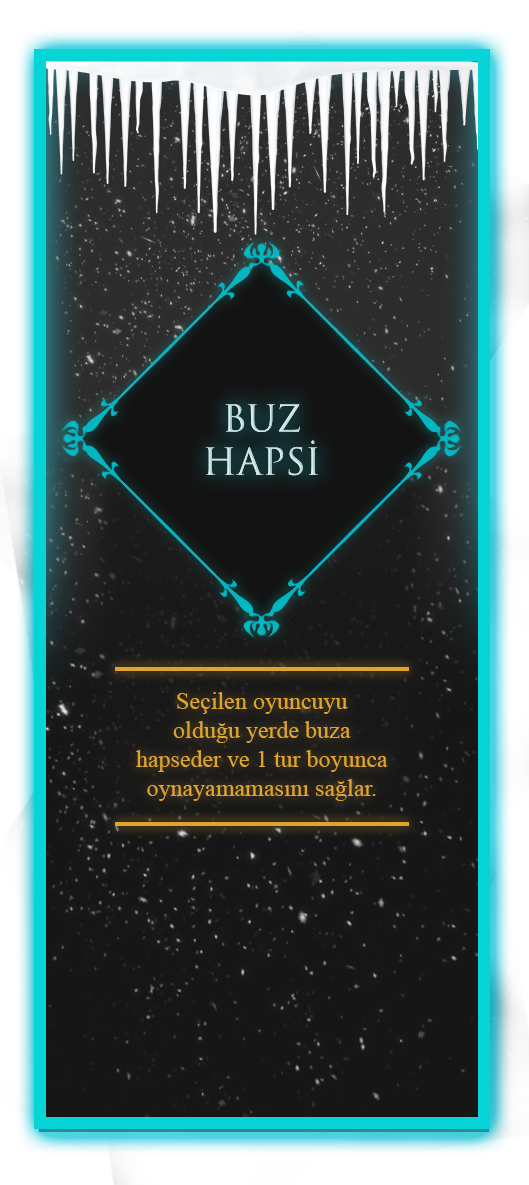 BUZ
HAPSİ
Seçilen oyuncuyu
olduğu yerde buza
hapseder ve 1 tur boyunca
oynayamamasını sağlar.